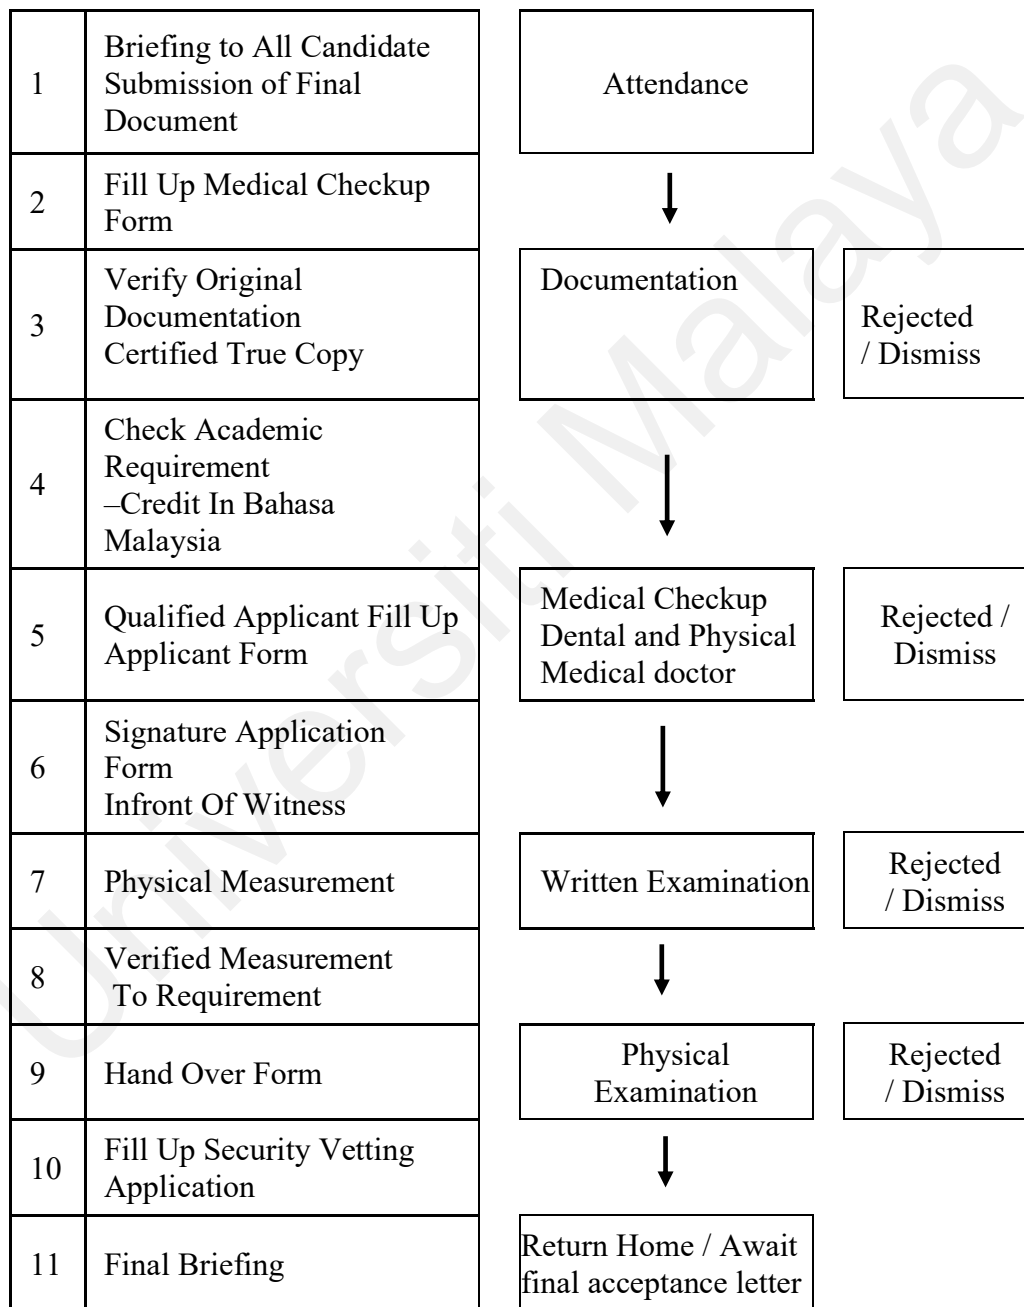 1
Briefing to All Candidate
Submission of Final
Document
Attendance
2
Fill Up Medical Checkup
Form
3
Verify Original
Documentation
Certified True Copy
Documentation
Rejected
/ Dismiss
4
Check Academic
Requirement
–Credit In Bahasa
Malaysia
5
Qualified Applicant Fill Up
Applicant Form
Medical Checkup
Dental and Physical
Medical doctor
Rejected /
Dismiss
6
Signature Application
Form
Infront Of Witness
7
Physical Measurement
Written Examination
Rejected
/ Dismiss
8
Verified Measurement
To Requirement
9
Hand Over Form
Physical
Examination
Rejected
/ Dismiss
10
Fill Up Security Vetting
Application
11
Final Briefing
Return Home / Await
final acceptance letter
Universiti Malaya